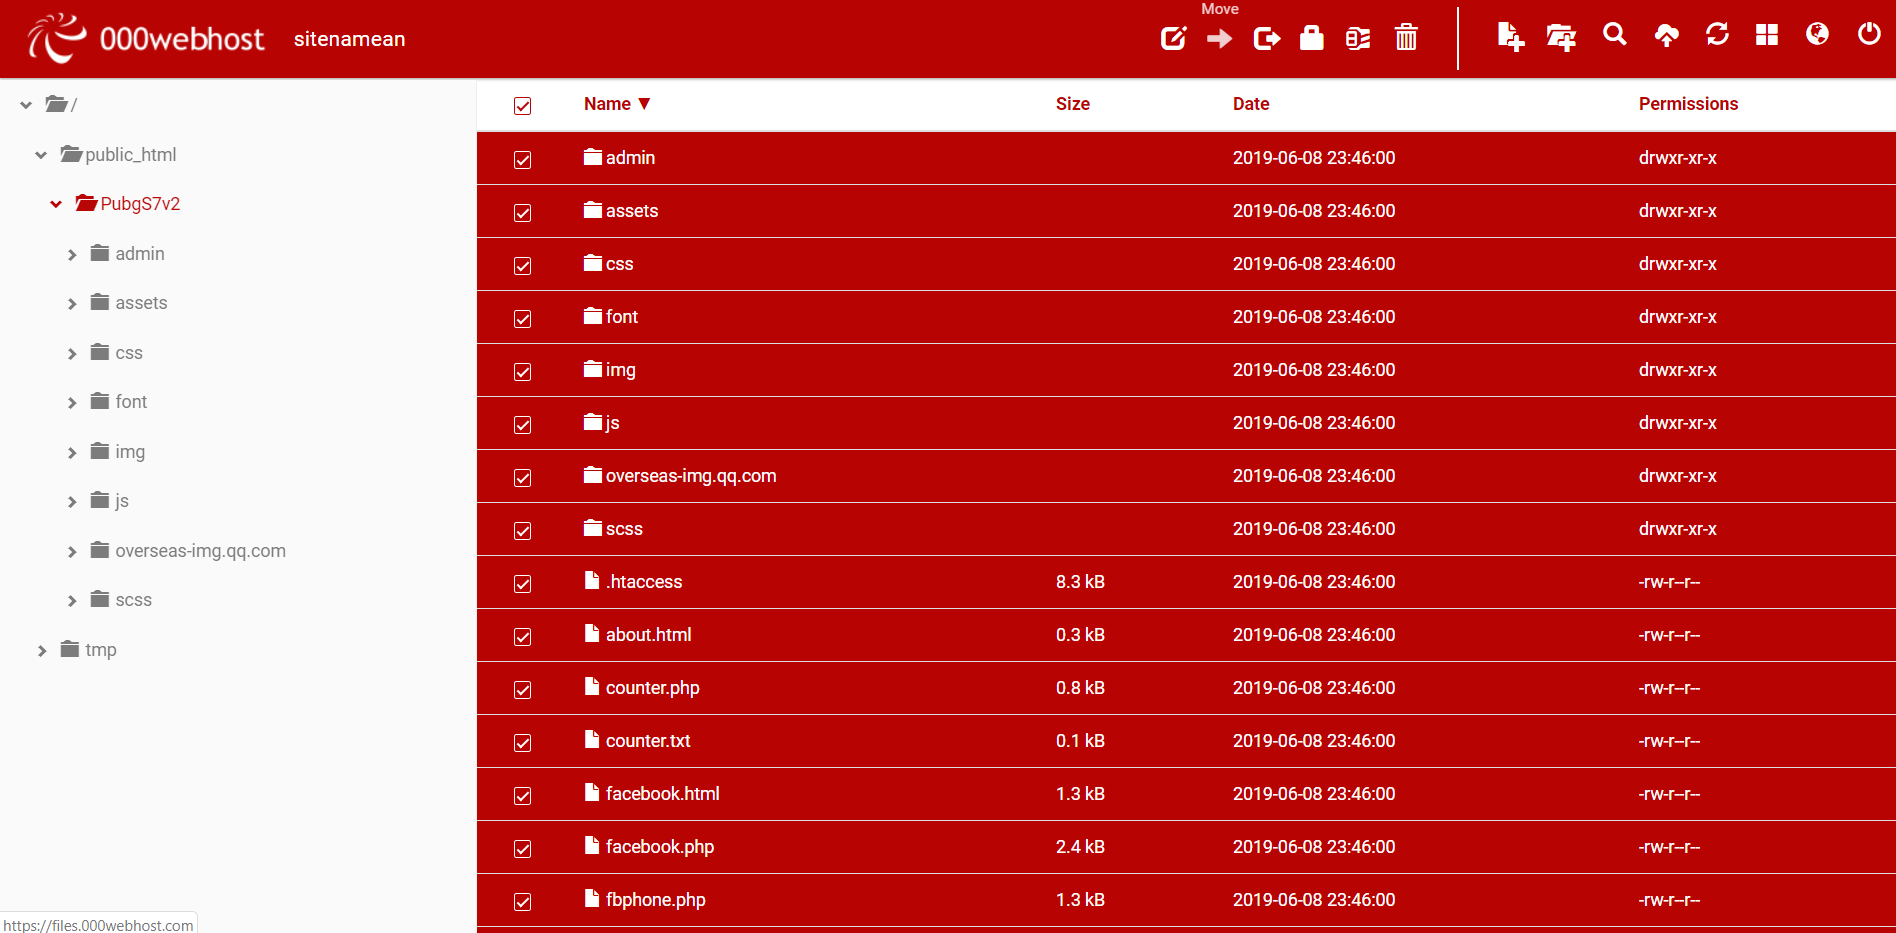 000webhost
sitenamean
Move
/
public_html
PubgS7v2
admin
assets
css
font
img
js
overseas-img.qq.com
scss
tmp
Name ▼ Size Date Permissions
admin 2019-06-08 23:46:00 drwxr-xr-x
assets 2019-06-08 23:46:00 drwxr-xr-x
css 2019-06-08 23:46:00 drwxr-xr-x
font 2019-06-08 23:46:00 drwxr-xr-x
img 2019-06-08 23:46:00 drwxr-xr-x
js 2019-06-08 23:46:00 drwxr-xr-x
overseas-img.qq.com 2019-06-08 23:46:00 drwxr-xr-x
scss 2019-06-08 23:46:00 drwxr-xr-x
.htaccess 8.3 kB 2019-06-08 23:46:00 -rw-r--r--
about.html 0.3 kB 2019-06-08 23:46:00 -rw-r--r--
counter.php 0.8 kB 2019-06-08 23:46:00 -rw-r--r--
counter.txt 0.1 kB 2019-06-08 23:46:00 -rw-r--r--
facebook.html 1.3 kB 2019-06-08 23:46:00 -rw-r--r--
facebook.php 2.4 kB 2019-06-08 23:46:00 -rw-r--r--
fbphone.php 1.3 kB 2019-06-08 23:46:00 -rw-r--r--
https://files.000webhost.com